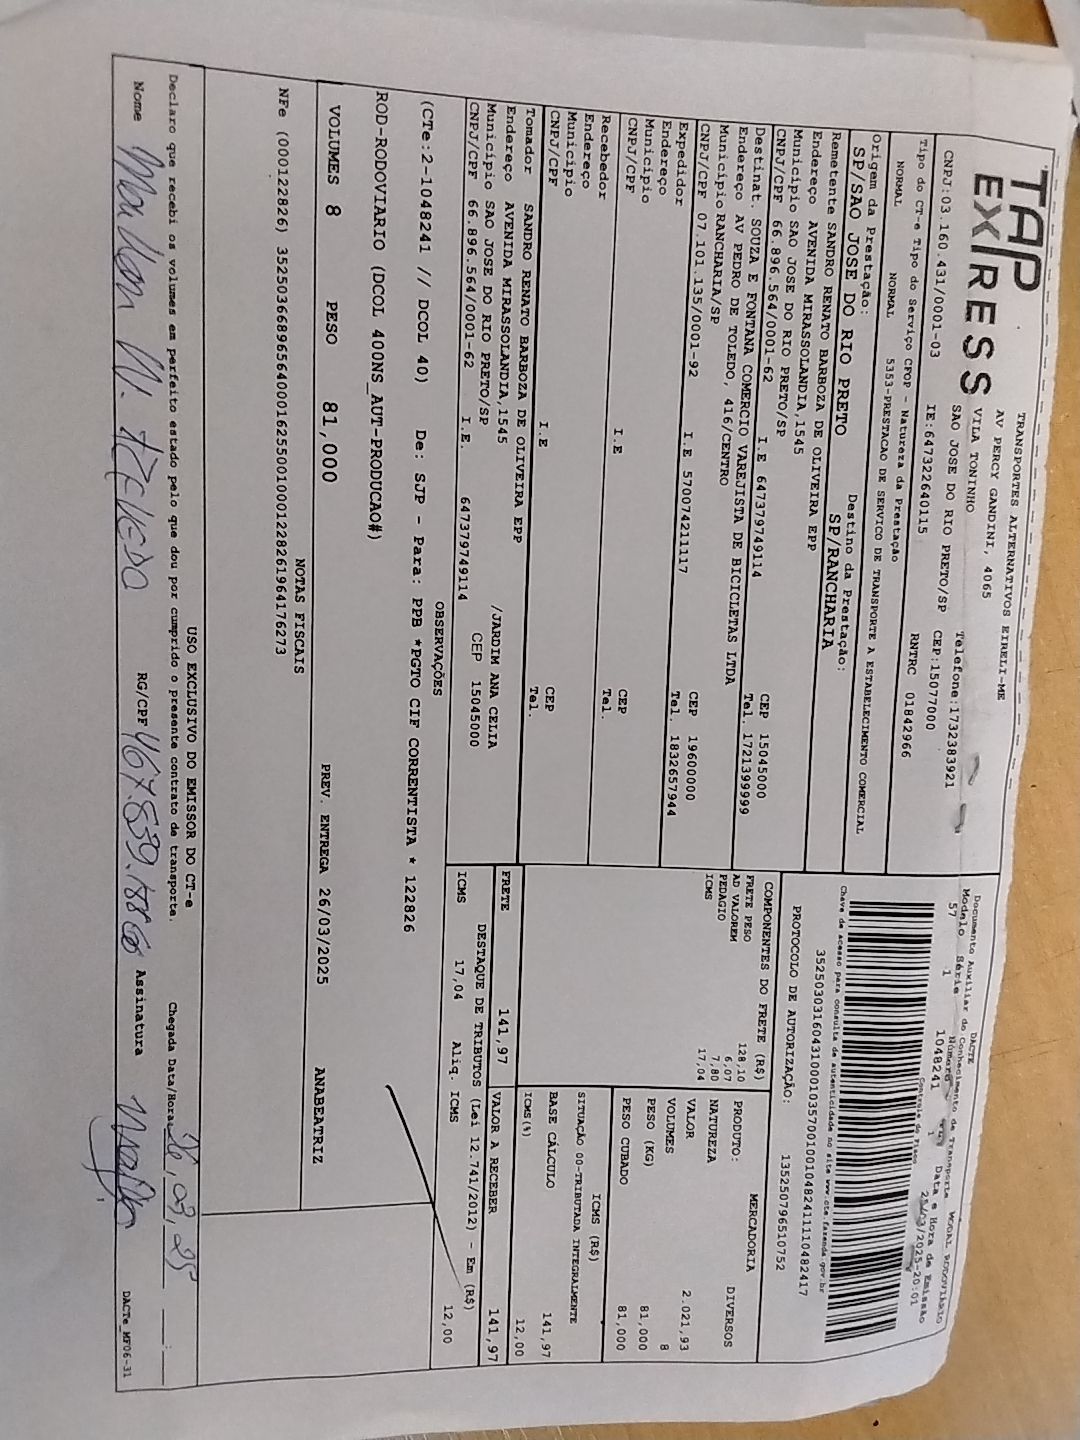 TAP
EXPRESS
TRANSPORTES ALTERNATIVOS EIRELI-ME
AV PERCY GANDINI, 4065
VILA TONINHO
SAO JOSE DO RIO PRETO/SP Telefone:1732383921
CNPJ:03.160.431/0001-03 IE:647322640115 CEP:15077000
RNTRC 01842966
Tipo do CT-e Tipo do Serviço CFOP - Natureza da Prestação
NORMAL NORMAL 5353-PRESTACAO DE SERVICO DE TRANSPORTE A ESTABELECIMENTO COMERCIAL
Origem da Prestação: Destino da Prestação:
SP/SAO JOSE DO RIO PRETO SP/RANCHARIA
Remetente SANDRO RENATO BARBOZA DE OLIVEIRA EPP
Endereço AVENIDA MIRASSOLANDIA,1545
Município SAO JOSE DO RIO PRETO/SP CEP 15045000
CNPJ/CPF 66.896.564/0001-62 I.E 647379749114 Tel. 1721399999
Destinat. SOUZA E FONTANA COMERCIO VAREJISTA DE BICICLETAS LTDA
Endereço AV PEDRO DE TOLEDO, 416/CENTRO
Município RANCHARIA/SP CEP 19600000
CNPJ/CPF 07.101.135/0001-92 I.E 570074211117 Tel. 1832657944
Expedidor
Endereço
Município CEP
CNPJ/CPF I.E Tel.
Recebedor
Endereço
Município CEP
CNPJ/CPF I.E Tel.
Tomador SANDRO RENATO BARBOZA DE OLIVEIRA EPP
Endereço AVENIDA MIRASSOLANDIA,1545 /JARDIM ANA CELIA
Município SAO JOSE DO RIO PRETO/SP CEP 15045000
CNPJ/CPF 66.896.564/0001-62 I.E. 647379749114
DACTE
Documento Auxiliar do Conhecimento de Transporte MODAL RODOVIÁRIO
Modelo Série Número Data e Hora de Emissão
57 1 1048241 25/03/2025-20:01
Controle do Fisco
Chave de acesso para consulta de autenticidade no site www.cte.fazenda.gov.br
35250303160431000103570010010482411110482417
PROTOCOLO DE AUTORIZAÇÃO: 135250796510752
COMPONENTES DO FRETE (R$)
FRETE PESO 128,10
AD VALOREM 6,07
PEDAGIO 7,80
ICMS 17,04
MERCADORIA
PRODUTO: DIVERSOS
NATUREZA
VALOR 2.021,93
VOLUMES 8
PESO (KG) 81,000
PESO CUBADO 81,000
ICMS (R$)
SITUAÇÃO 00-TRIBUTADA INTEGRALMENTE
BASE CÁLCULO 141,97
ICMS(%) 12,00
FRETE 141,97 VALOR A RECEBER 141,97
DESTAQUE DE TRIBUTOS (Lei 12.741/2012) - Em (R$)
ICMS 17,04 Aliq. ICMS 12,00
OBSERVAÇÕES
(CTe:2-1048241 // DCOL 40) De: SJP - Para: PPB *PGTO CIF CORRENTISTA * 122826
ROD-RODOVIARIO (DCOL 400NS_AUT-PRODUCAO#)
VOLUMES 8 PESO 81,000 PREV. ENTREGA 26/03/2025 ANABEATRIZ
NOTAS FISCAIS
NFe (000122826) 35250366896564000162550010001228261964176273
USO EXCLUSIVO DO EMISSOR DO CT-e
Declaro que recebi os volumes em perfeito estado pelo que dou por cumprido o presente contrato de transporte. Chegada Data/Hora: 26,03,25 :
Nome AZEVEDO RG/CPF Assinatura
DACTe_MF06-31